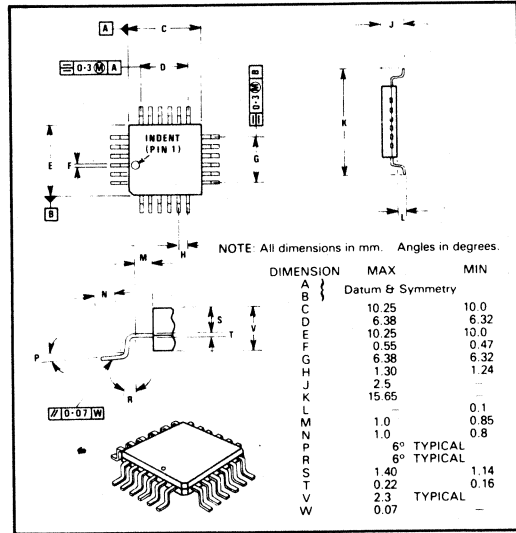 A
C
J
0·3 Ⓜ A
D
0·3 Ⓜ B
INDENT
(PIN 1)
E
F
G
K
B
H
L
M
NOTE: All dimensions in mm. Angles in degrees.
DIMENSION MAX MIN
A
B } Datum & Symmetry
C 10.25 10.0
D 6.38 6.32
E 10.25 10.0
F 0.55 0.47
G 6.38 6.32
H 1.30 1.24
J 2.5 —
K 15.65 —
L — 0.1
M 1.0 0.85
N 1.0 0.8
P 6° TYPICAL
R 6° TYPICAL
S 1.40 1.14
T 0.22 0.16
V 2.3 TYPICAL
W 0.07 —
N
S
T
V
P
R
// 0·07 W